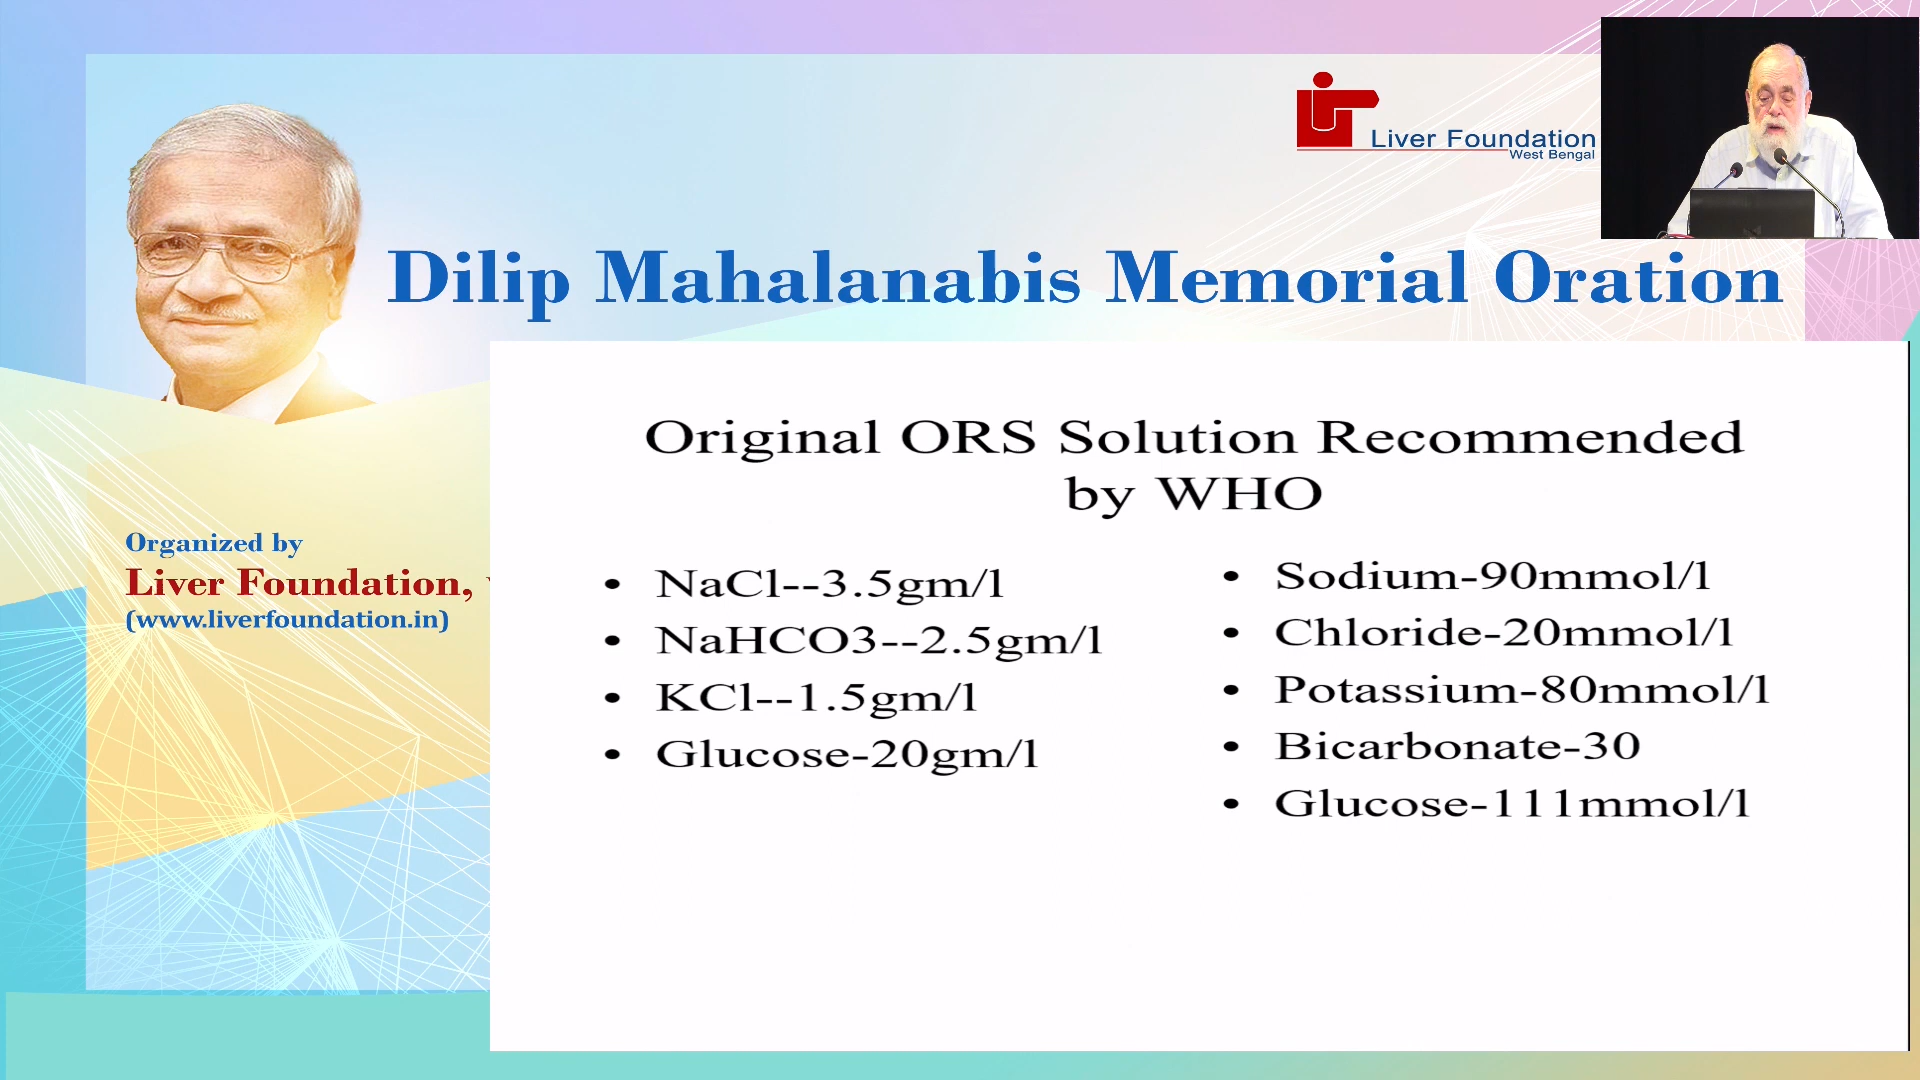 Liver Foundation
West Bengal
Dilip Mahalanabis Memorial Oration
Organized by
Liver Foundation,
(www.liverfoundation.in)
Original ORS Solution Recommended
by WHO
• NaCl--3.5gm/l
• NaHCO3--2.5gm/l
• KCl--1.5gm/l
• Glucose-20gm/l
• Sodium-90mmol/l
• Chloride-20mmol/l
• Potassium-80mmol/l
• Bicarbonate-30
• Glucose-111mmol/l